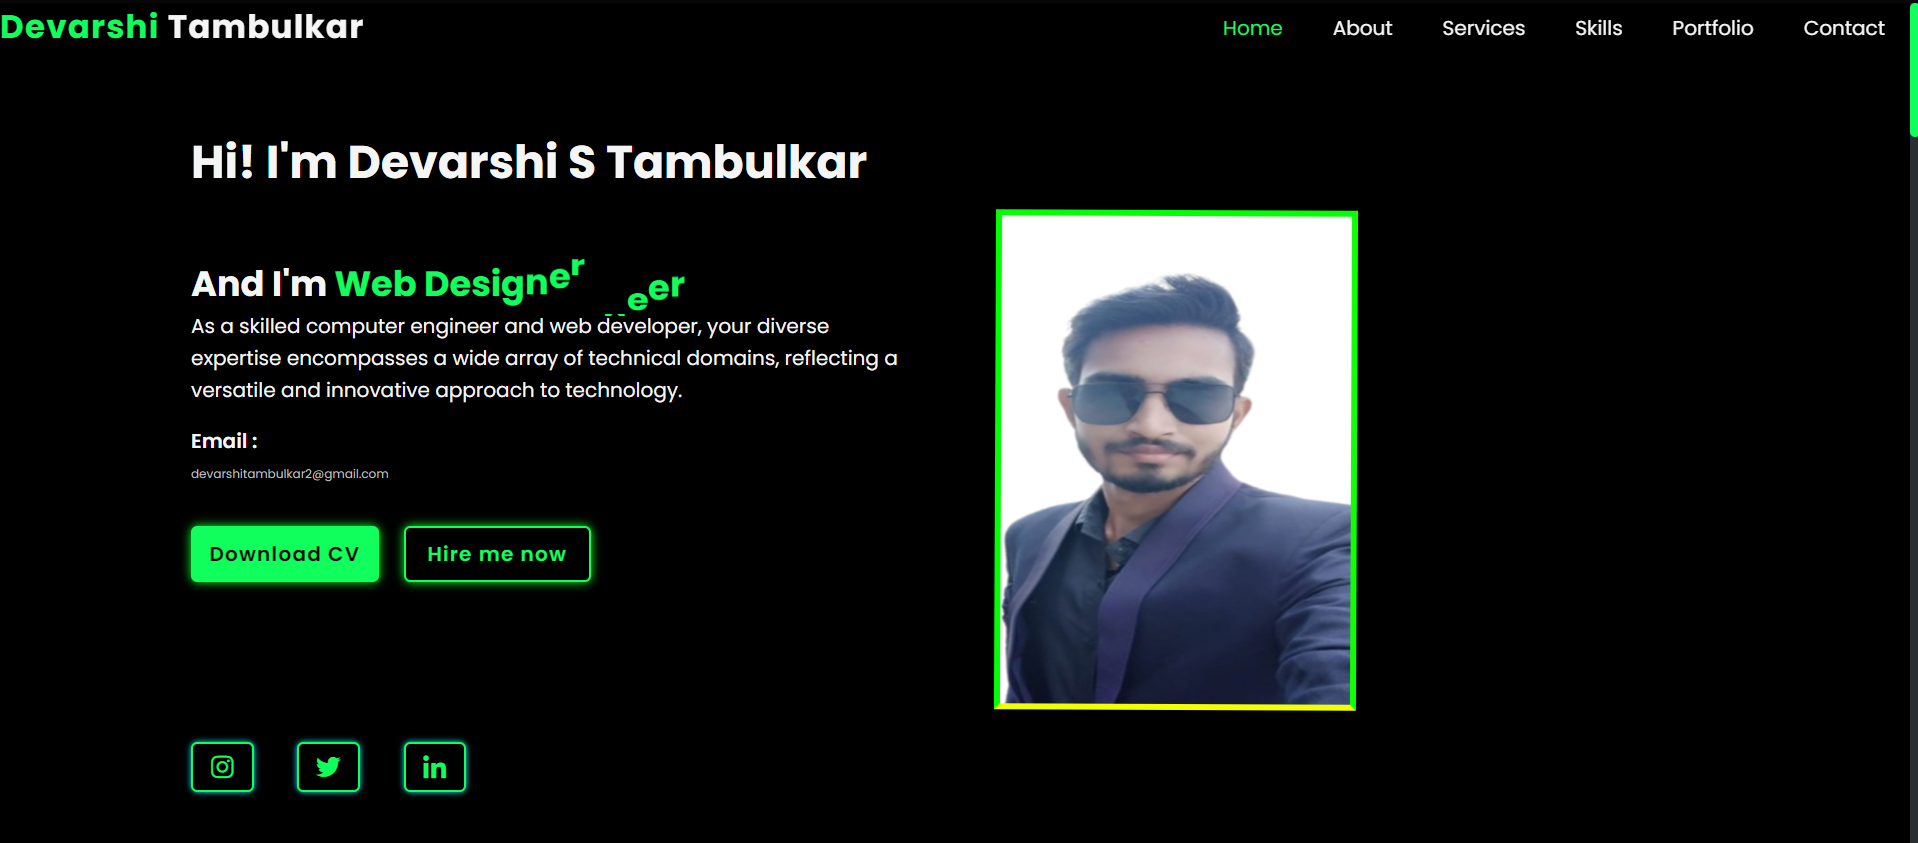 Devarshi Tambulkar
Home About Services Skills Portfolio Contact
Hi! I'm Devarshi S Tambulkar
And I'm Web Designer eer
As a skilled computer engineer and web developer, your diverse
expertise encompasses a wide array of technical domains, reflecting a
versatile and innovative approach to technology.
Email :
devarshitambulkar2@gmail.com
Download CV Hire me now
in